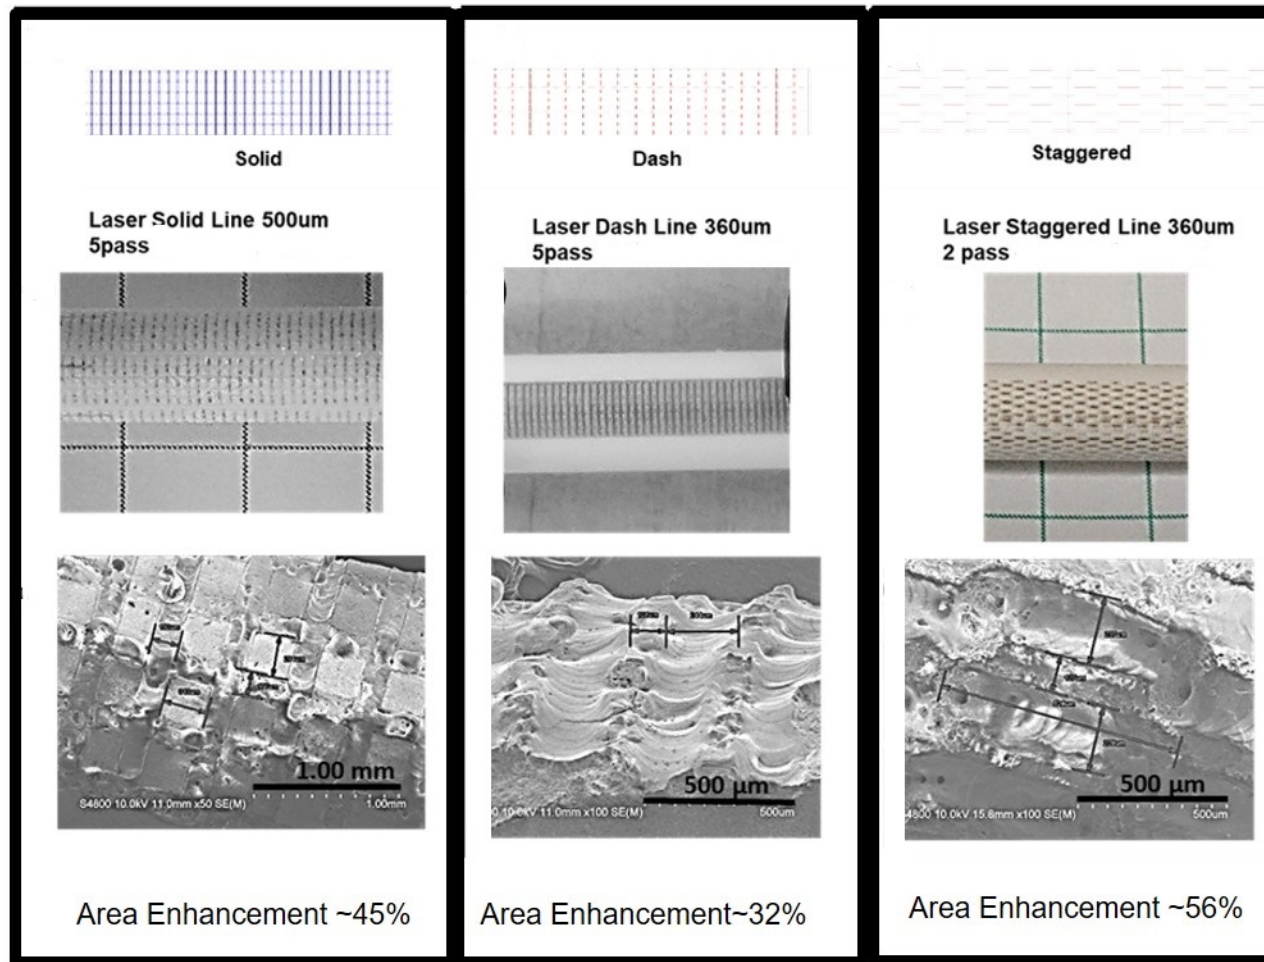 Solid
Laser Solid Line 500um
5pass
1.00 mm
S4800 10.0kV 11.0mm x50 SE(M)
1.00mm
Area Enhancement ~45%
Dash
Laser Dash Line 360um
5pass
500 µm
11.0mm x100 SE(M)
500um
Area Enhancement~32%
Staggered
Laser Staggered Line 360um
2 pass
500 µm
4800 10.0kV 15.8mm x100 SE(M)
500um
Area Enhancement ~56%